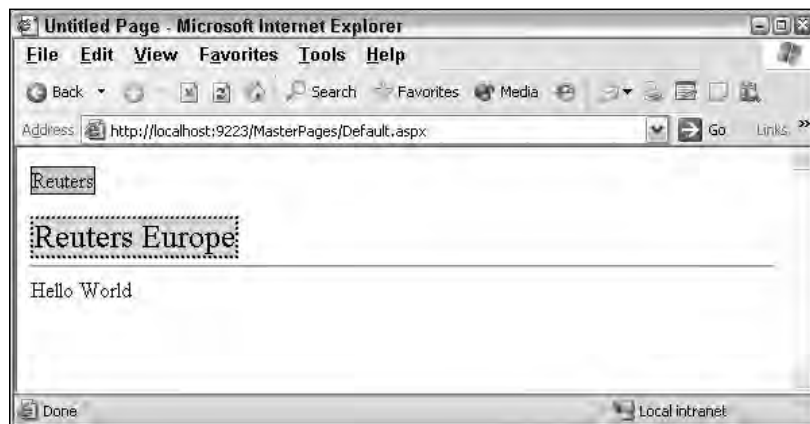 Untitled Page - Microsoft Internet Explorer
File Edit View Favorites Tools Help
Back Search Favorites Media
Address http://localhost:9223/MasterPages/Default.aspx Go Links »
Reuters
Reuters Europe
Hello World
Done Local intranet